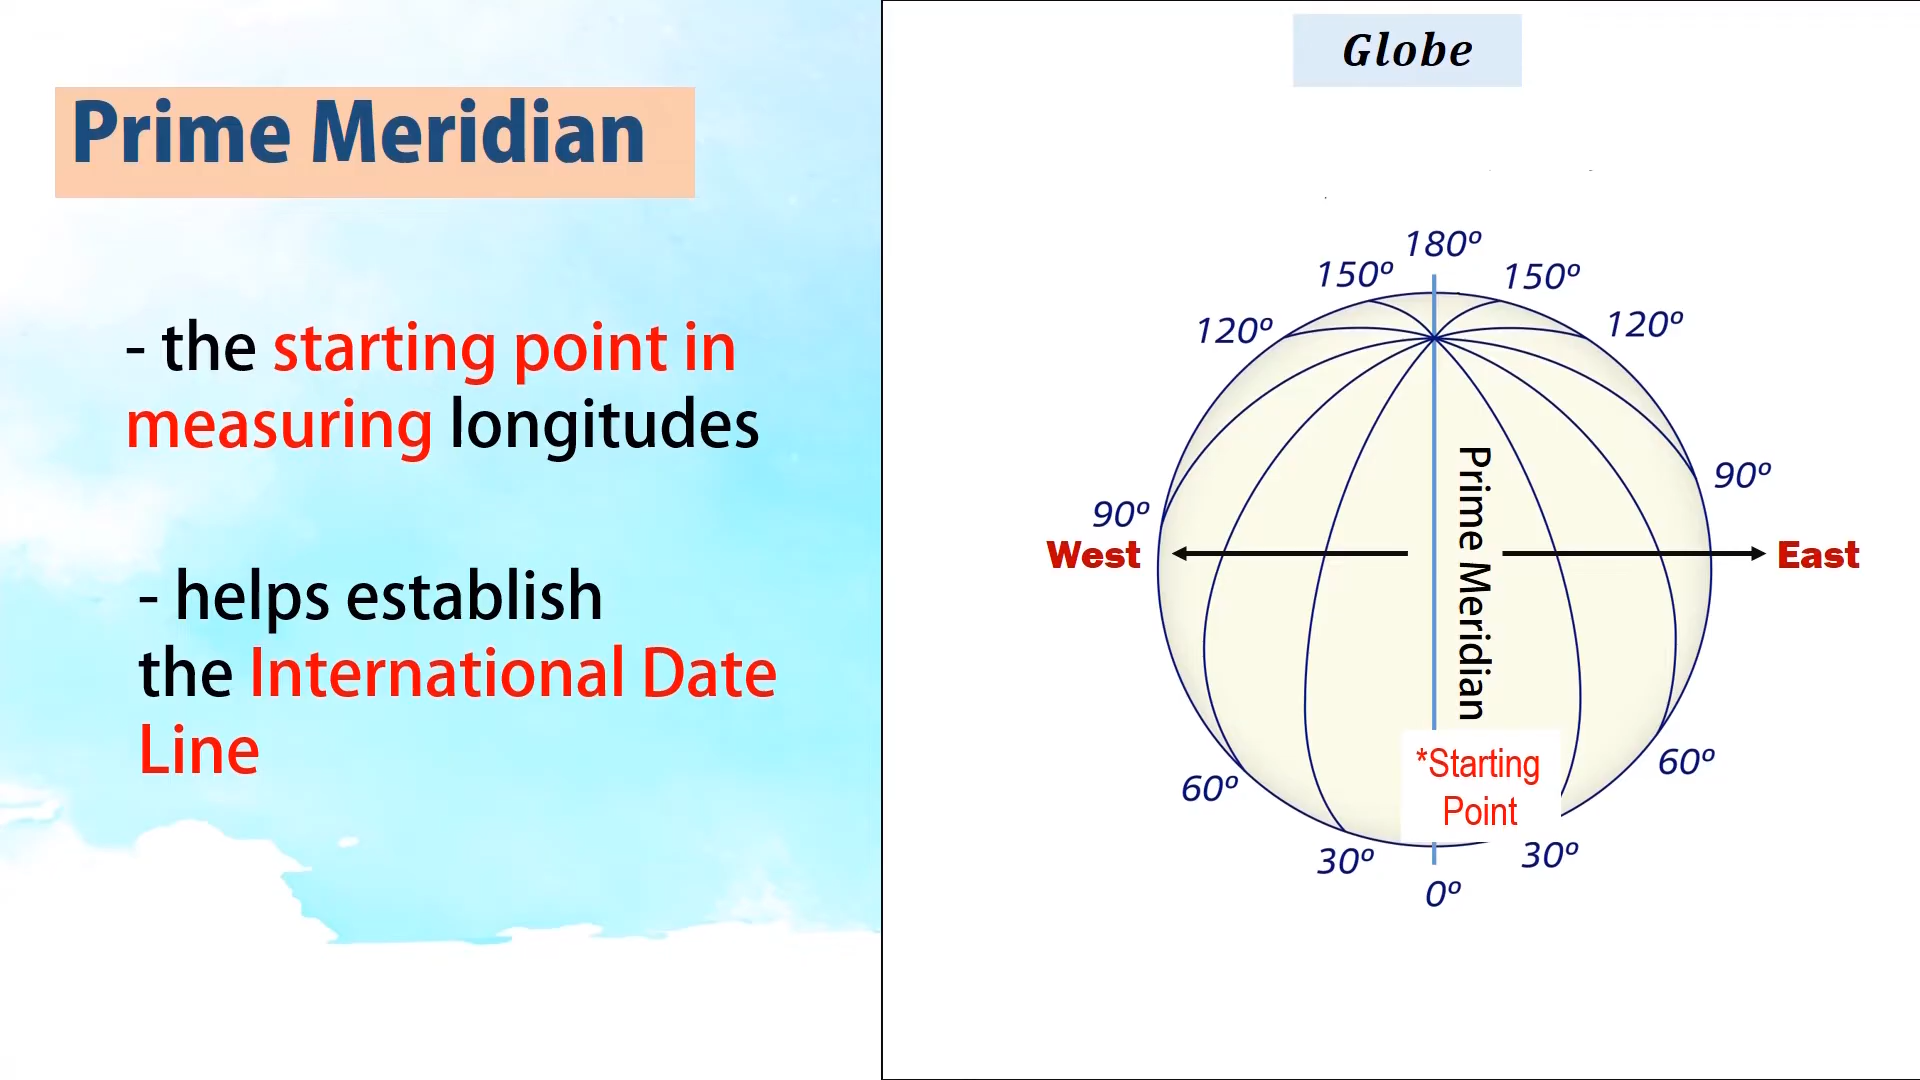 Prime Meridian
- the starting point in
measuring longitudes
- helps establish
the International Date
Line
Globe
180º
150º
150º
120º
120º
90º
90º
West
East
Prime Meridian
*Starting
Point
60º
60º
30º
30º
0º